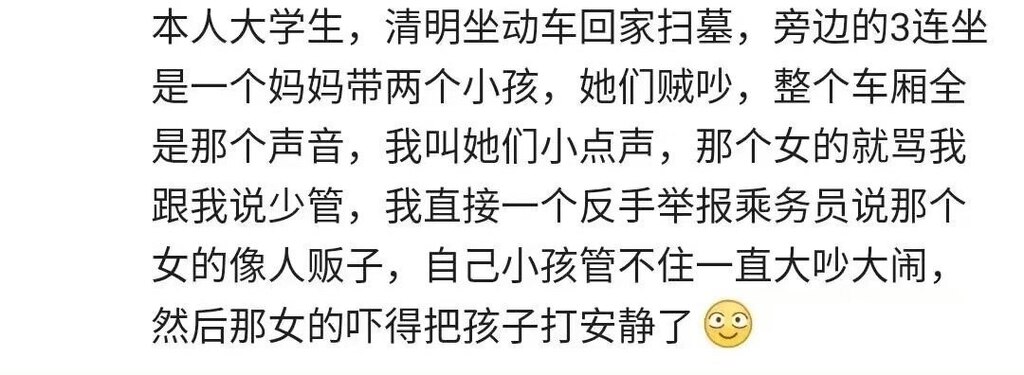 本人大学生，清明坐动车回家扫墓，旁边的3连坐
是一个妈妈带两个小孩，她们贼吵，整个车厢全
是那个声音，我叫她们小点声，那个女的就骂我
跟我说少管，我直接一个反手举报乘务员说那个
女的像人贩子，自己小孩管不住一直大吵大闹，
然后那女的吓得把孩子打安静了